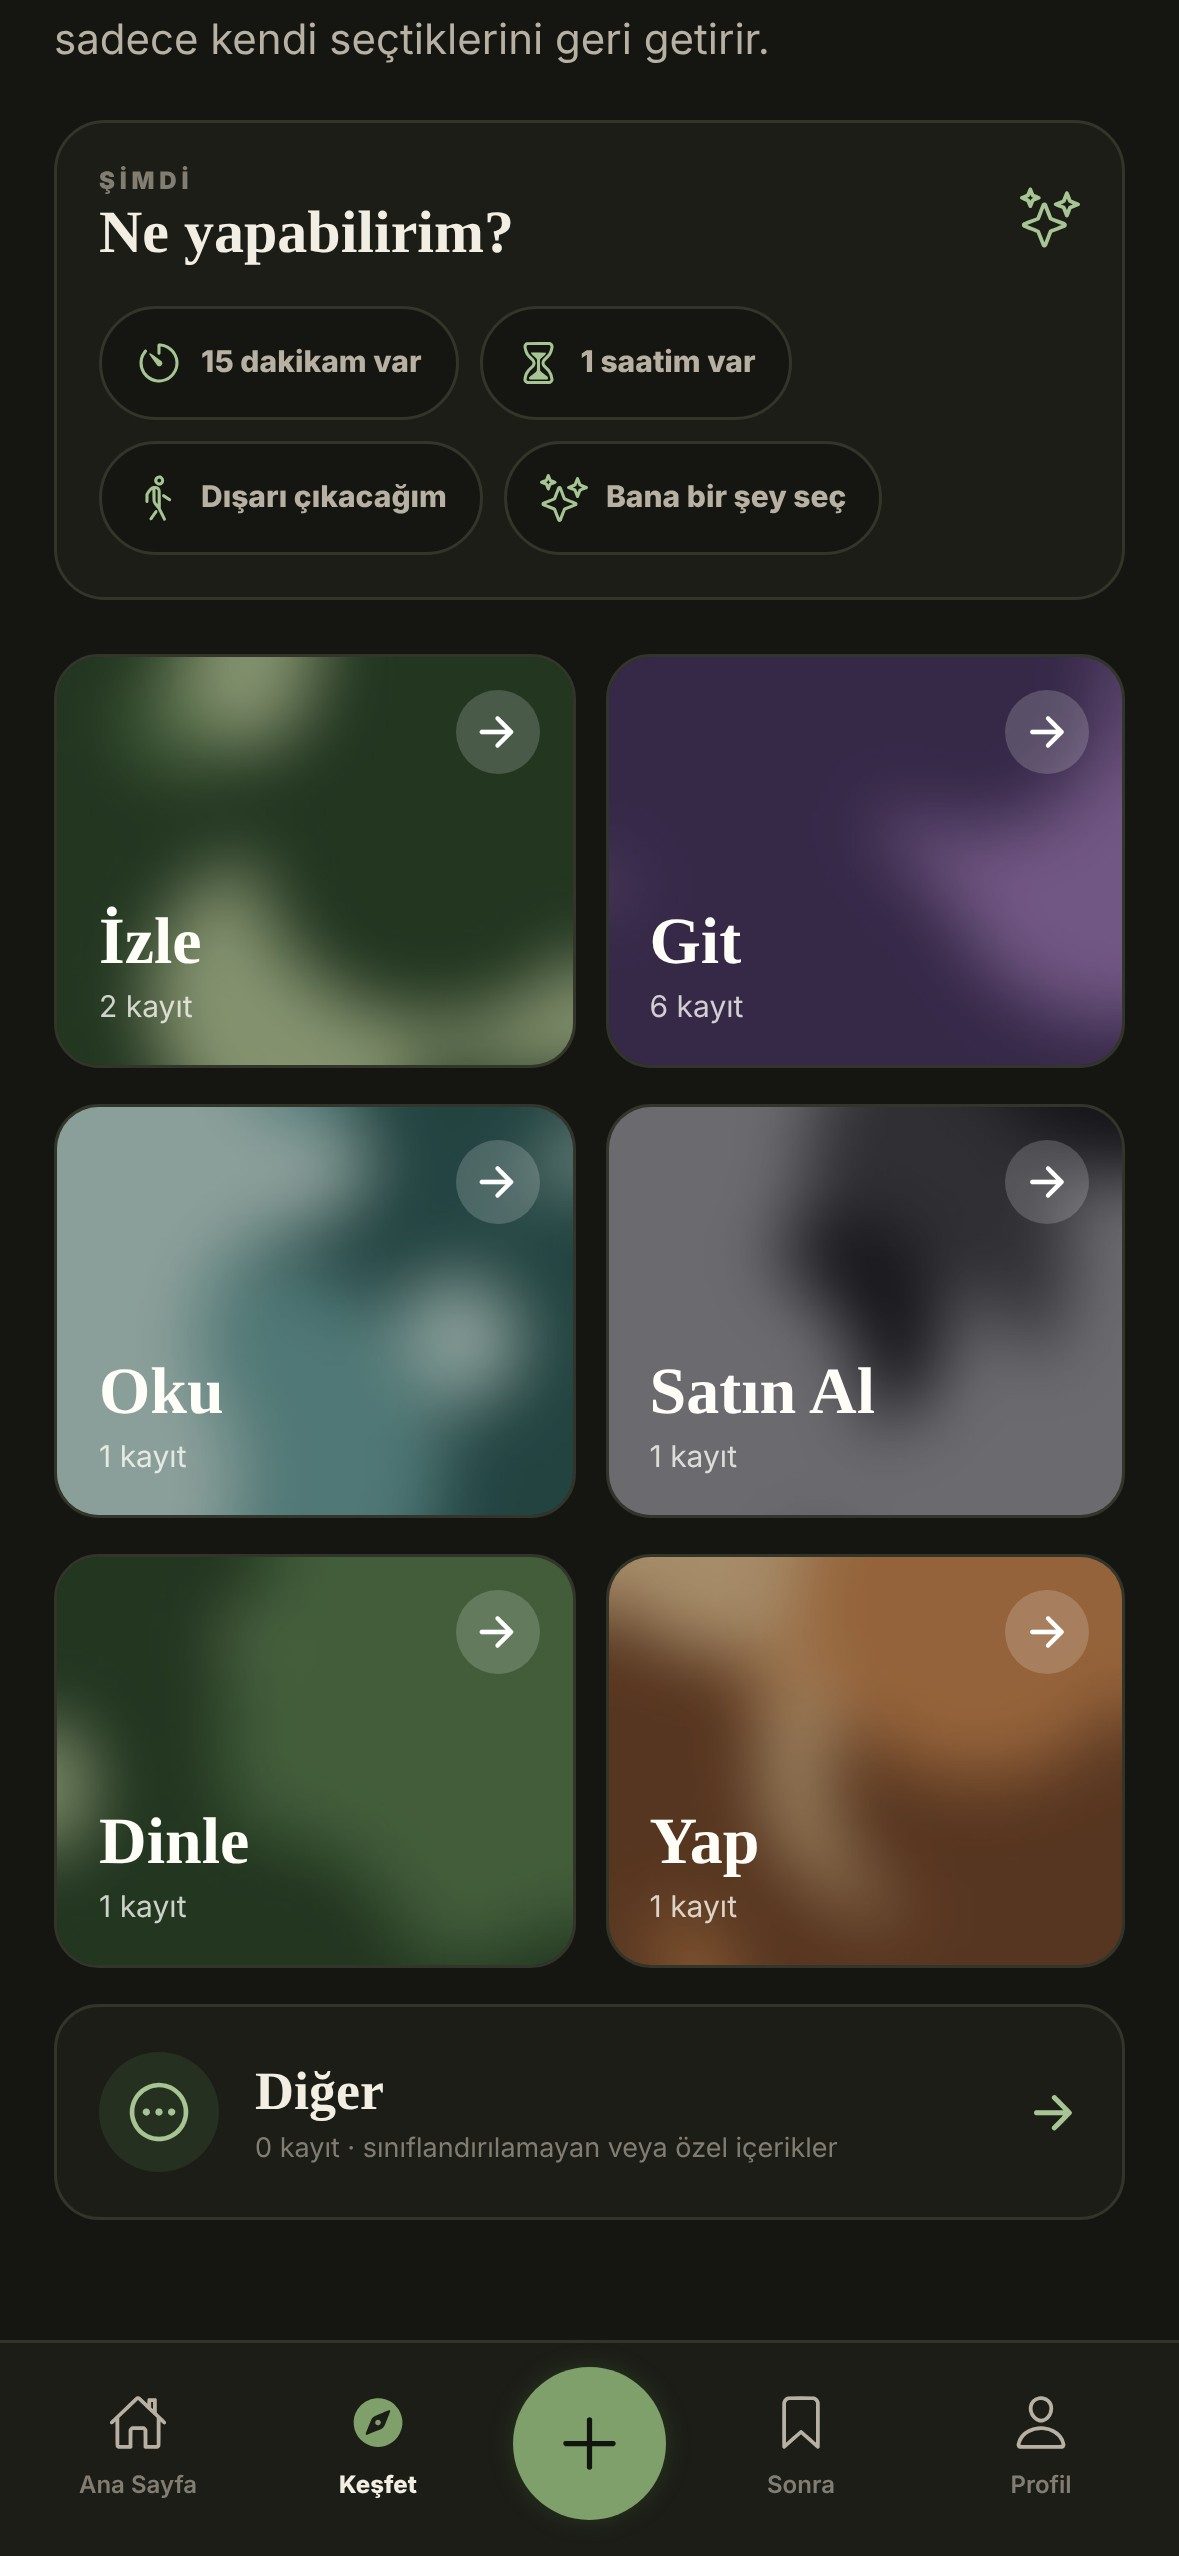 sadece kendi seçtiklerini geri getirir.
ŞİMDİ
Ne yapabilirim?
15 dakikam var
1 saatim var
Dışarı çıkacağım
Bana bir şey seç
İzle
2 kayıt
Git
6 kayıt
Oku
1 kayıt
Satın Al
1 kayıt
Dinle
1 kayıt
Yap
1 kayıt
Diğer
0 kayıt · sınıflandırılamayan veya özel içerikler
Ana Sayfa
Keşfet
Sonra
Profil